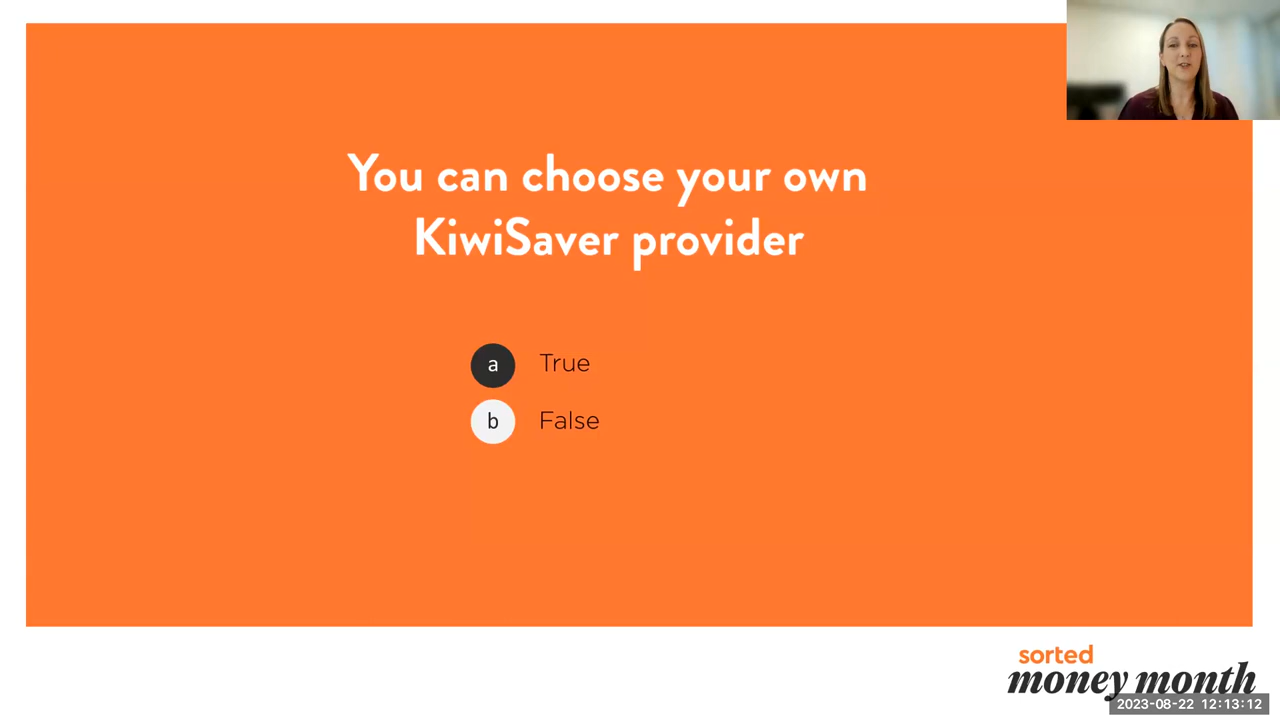 You can choose your own
KiwiSaver provider
a True
b False
sorted
money month
2023-08-22 12:13:12